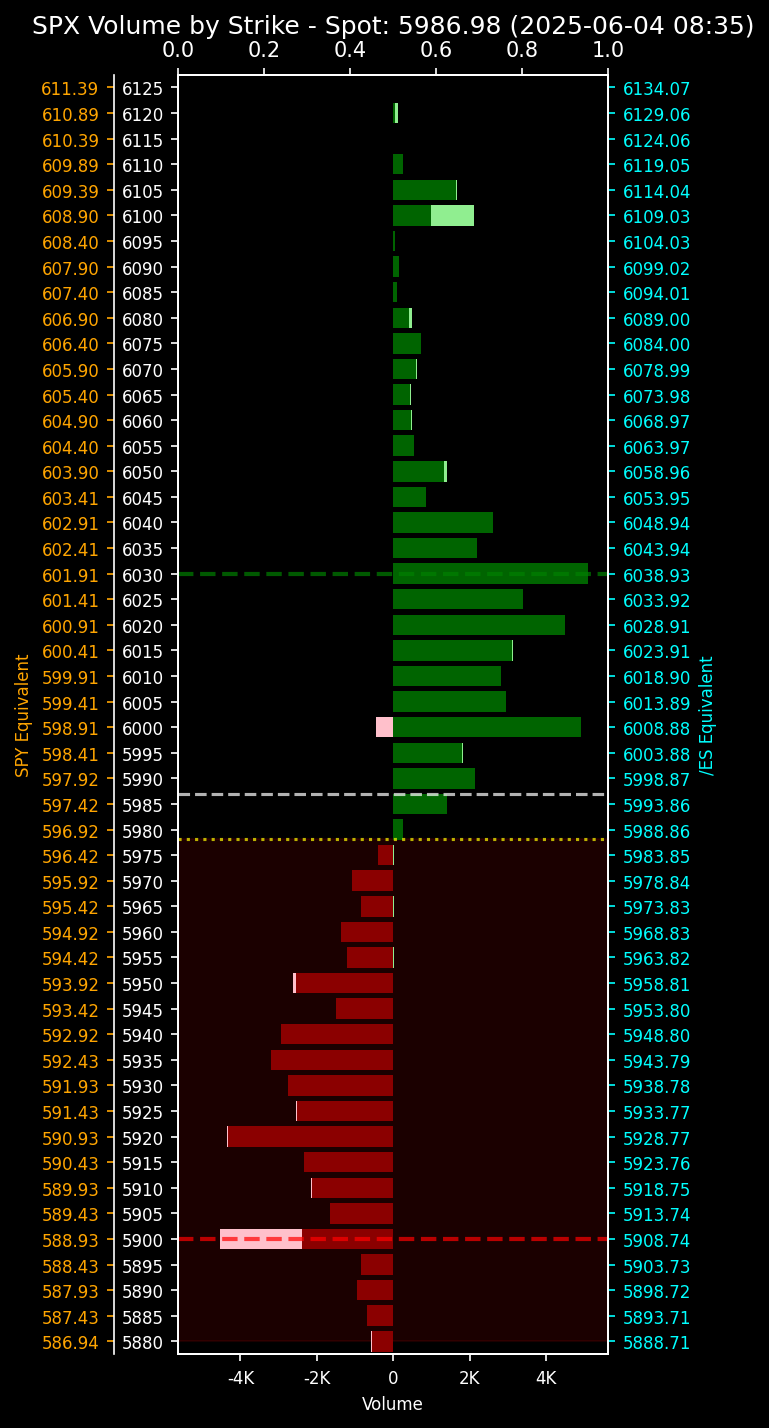 SPX Volume by Strike - Spot: 5986.98 (2025-06-04 08:35)
0.0 0.2 0.4 0.6 0.8 1.0
611.39 6125 6134.07
610.89 6120 6129.06
610.39 6115 6124.06
609.89 6110 6119.05
609.39 6105 6114.04
608.90 6100 6109.03
608.40 6095 6104.03
607.90 6090 6099.02
607.40 6085 6094.01
606.90 6080 6089.00
606.40 6075 6084.00
605.90 6070 6078.99
605.40 6065 6073.98
604.90 6060 6068.97
604.40 6055 6063.97
603.90 6050 6058.96
603.41 6045 6053.95
602.91 6040 6048.94
602.41 6035 6043.94
601.91 6030 6038.93
601.41 6025 6033.92
600.91 6020 6028.91
600.41 6015 6023.91
599.91 6010 6018.90
599.41 6005 6013.89
598.91 6000 6008.88
598.41 5995 6003.88
597.92 5990 5998.87
597.42 5985 5993.86
596.92 5980 5988.86
596.42 5975 5983.85
595.92 5970 5978.84
595.42 5965 5973.83
594.92 5960 5968.83
594.42 5955 5963.82
593.92 5950 5958.81
593.42 5945 5953.80
592.92 5940 5948.80
592.43 5935 5943.79
591.93 5930 5938.78
591.43 5925 5933.77
590.93 5920 5928.77
590.43 5915 5923.76
589.93 5910 5918.75
589.43 5905 5913.74
588.93 5900 5908.74
588.43 5895 5903.73
587.93 5890 5898.72
587.43 5885 5893.71
586.94 5880 5888.71
SPY Equivalent
/ES Equivalent
-4K -2K 0 2K 4K
Volume